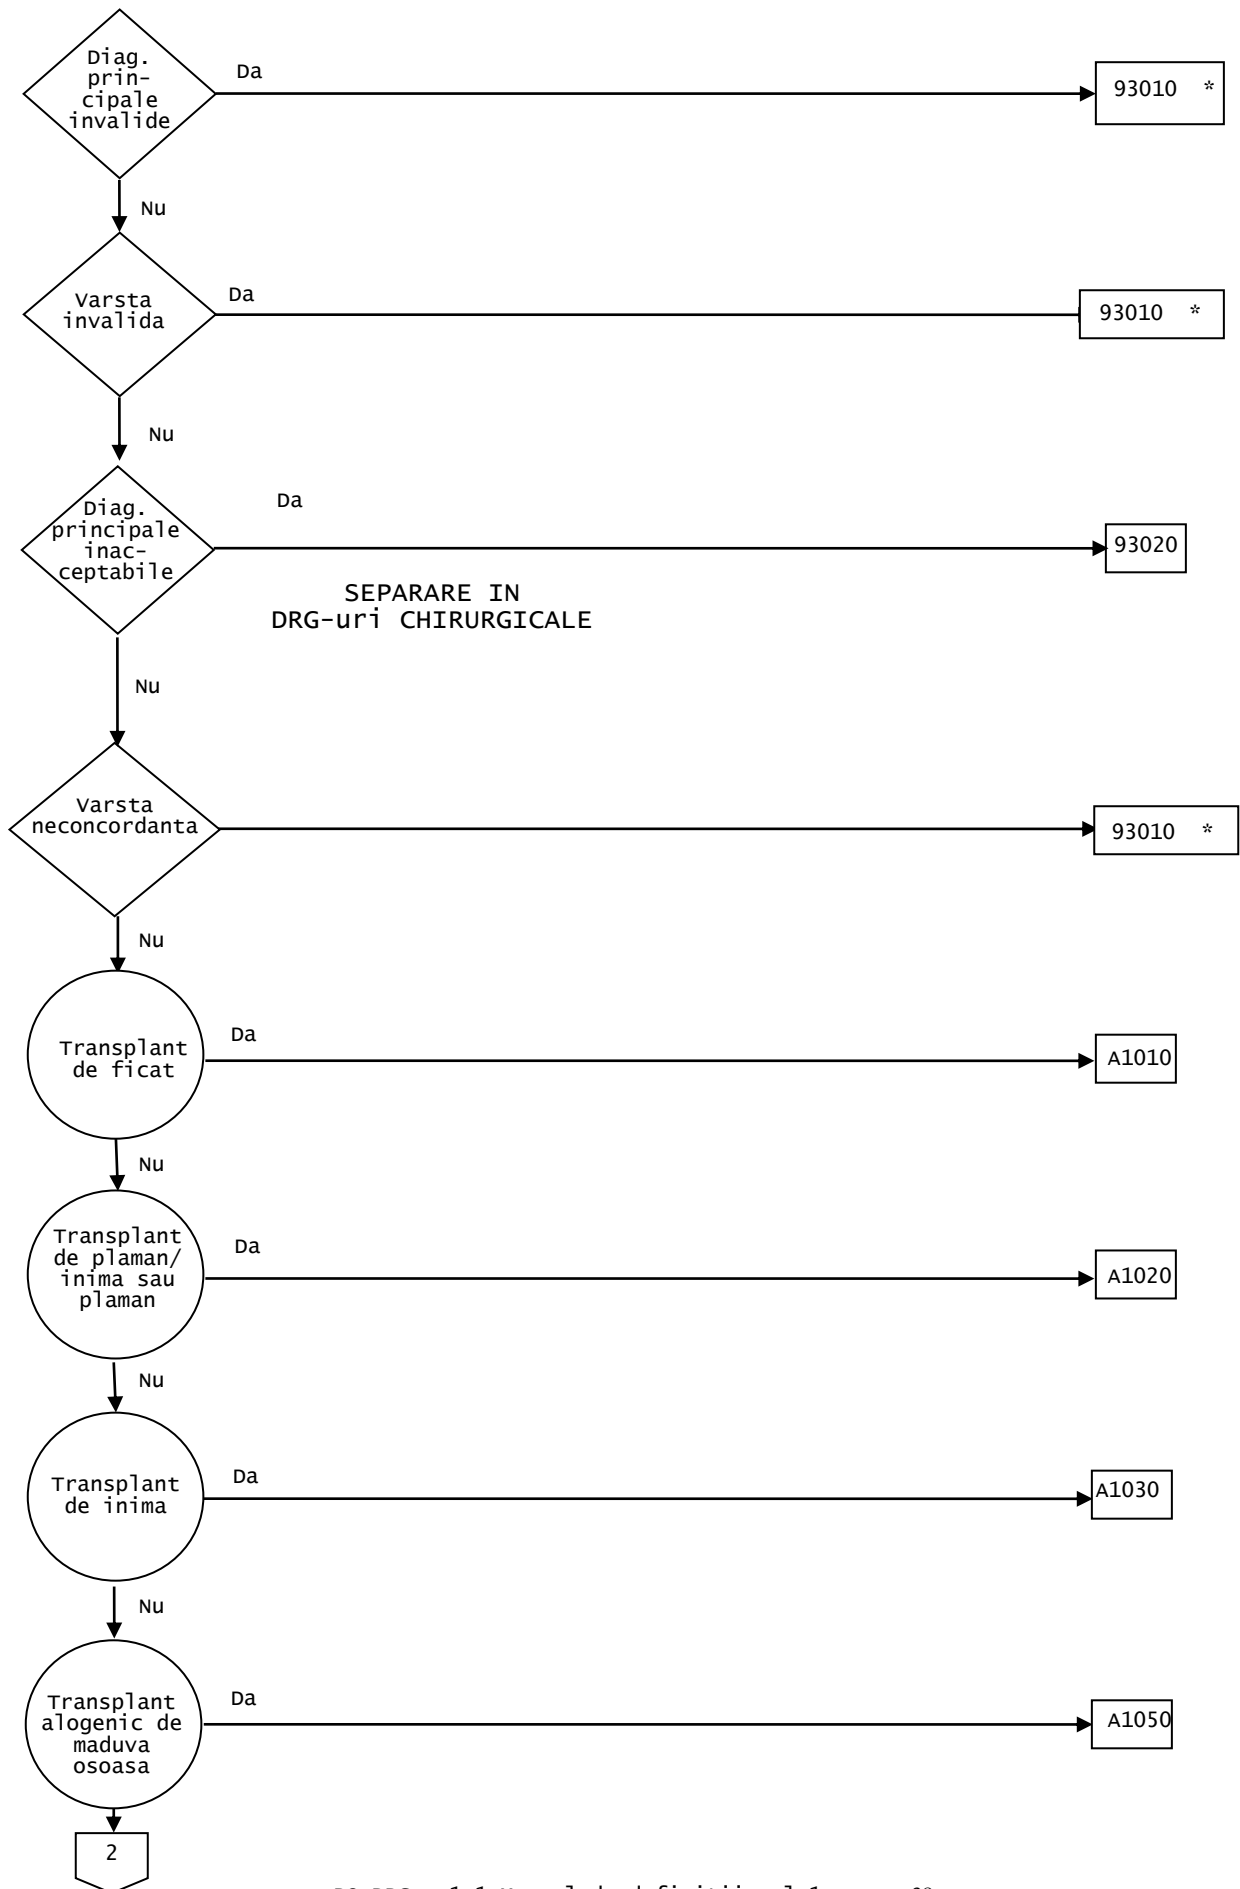 Diag.
prin-
cipale
invalide
Da
93010 *
Nu
Varsta
invalida
Da
93010 *
Nu
Diag.
principale
inac-
ceptabile
Da
93020
SEPARARE IN
DRG-uri CHIRURGICALE
Nu
Varsta
neconcordanta
93010 *
Nu
Transplant
de ficat
Da
A1010
Nu
Transplant
de plaman/
inima sau
plaman
Da
A1020
Nu
Transplant
de inima
Da
A1030
Nu
Transplant
alogenic de
maduva
osoasa
Da
A1050
2